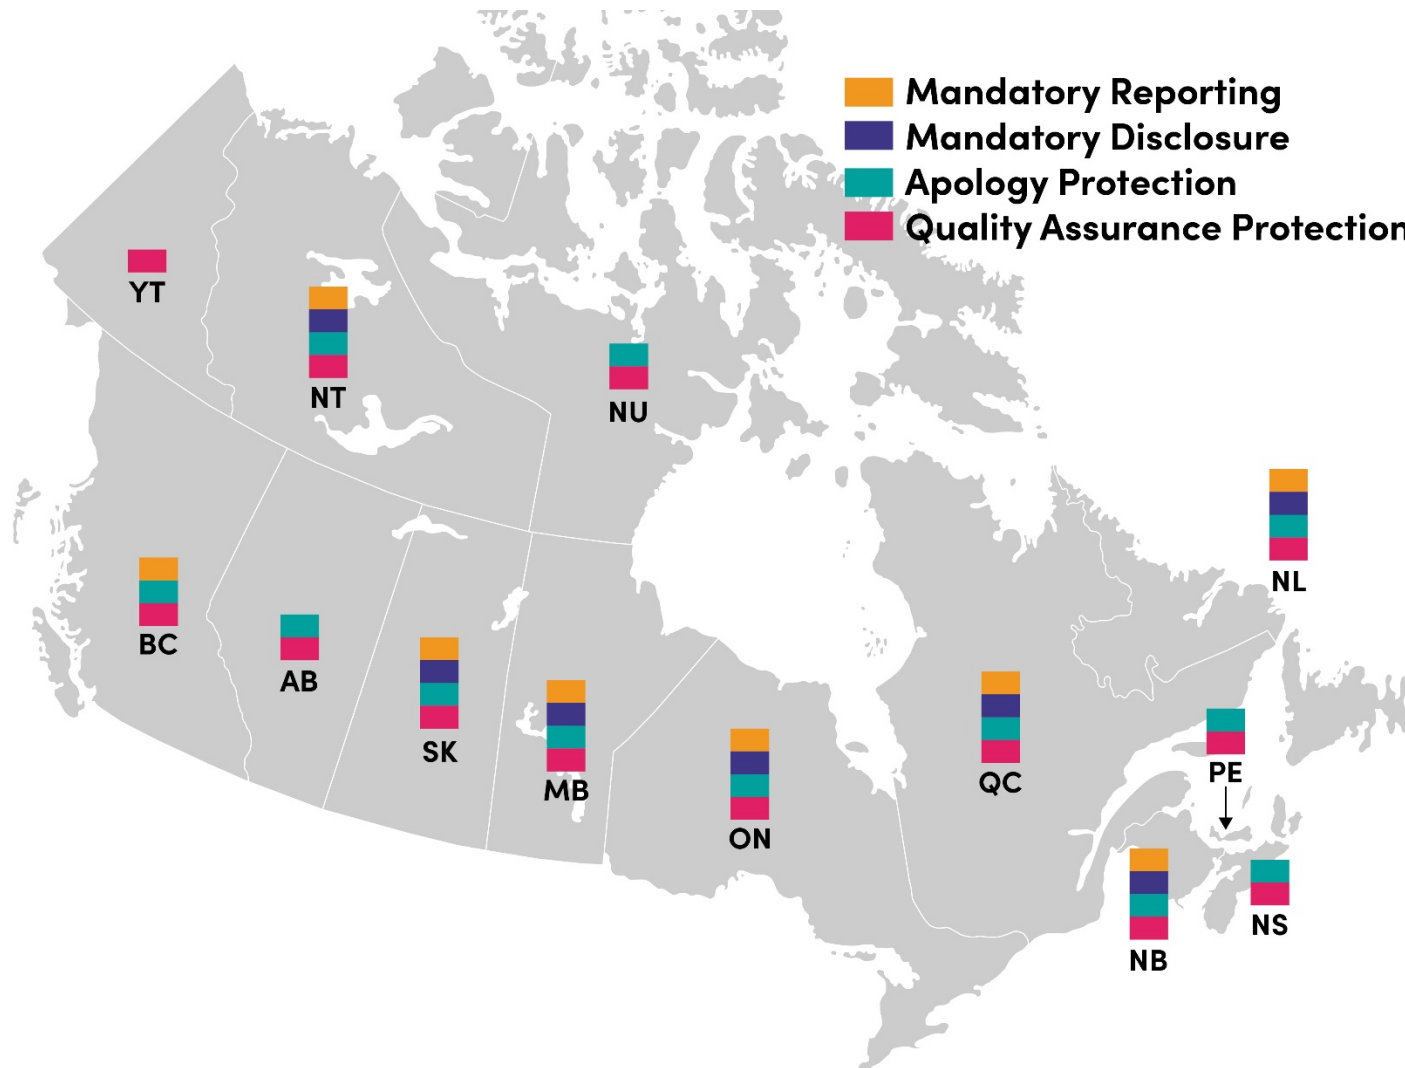 Mandatory Reporting
Mandatory Disclosure
Apology Protection
Quality Assurance Protection
YT
NT
NU
NL
BC
AB
SK
MB
ON
QC
PE
NB
NS